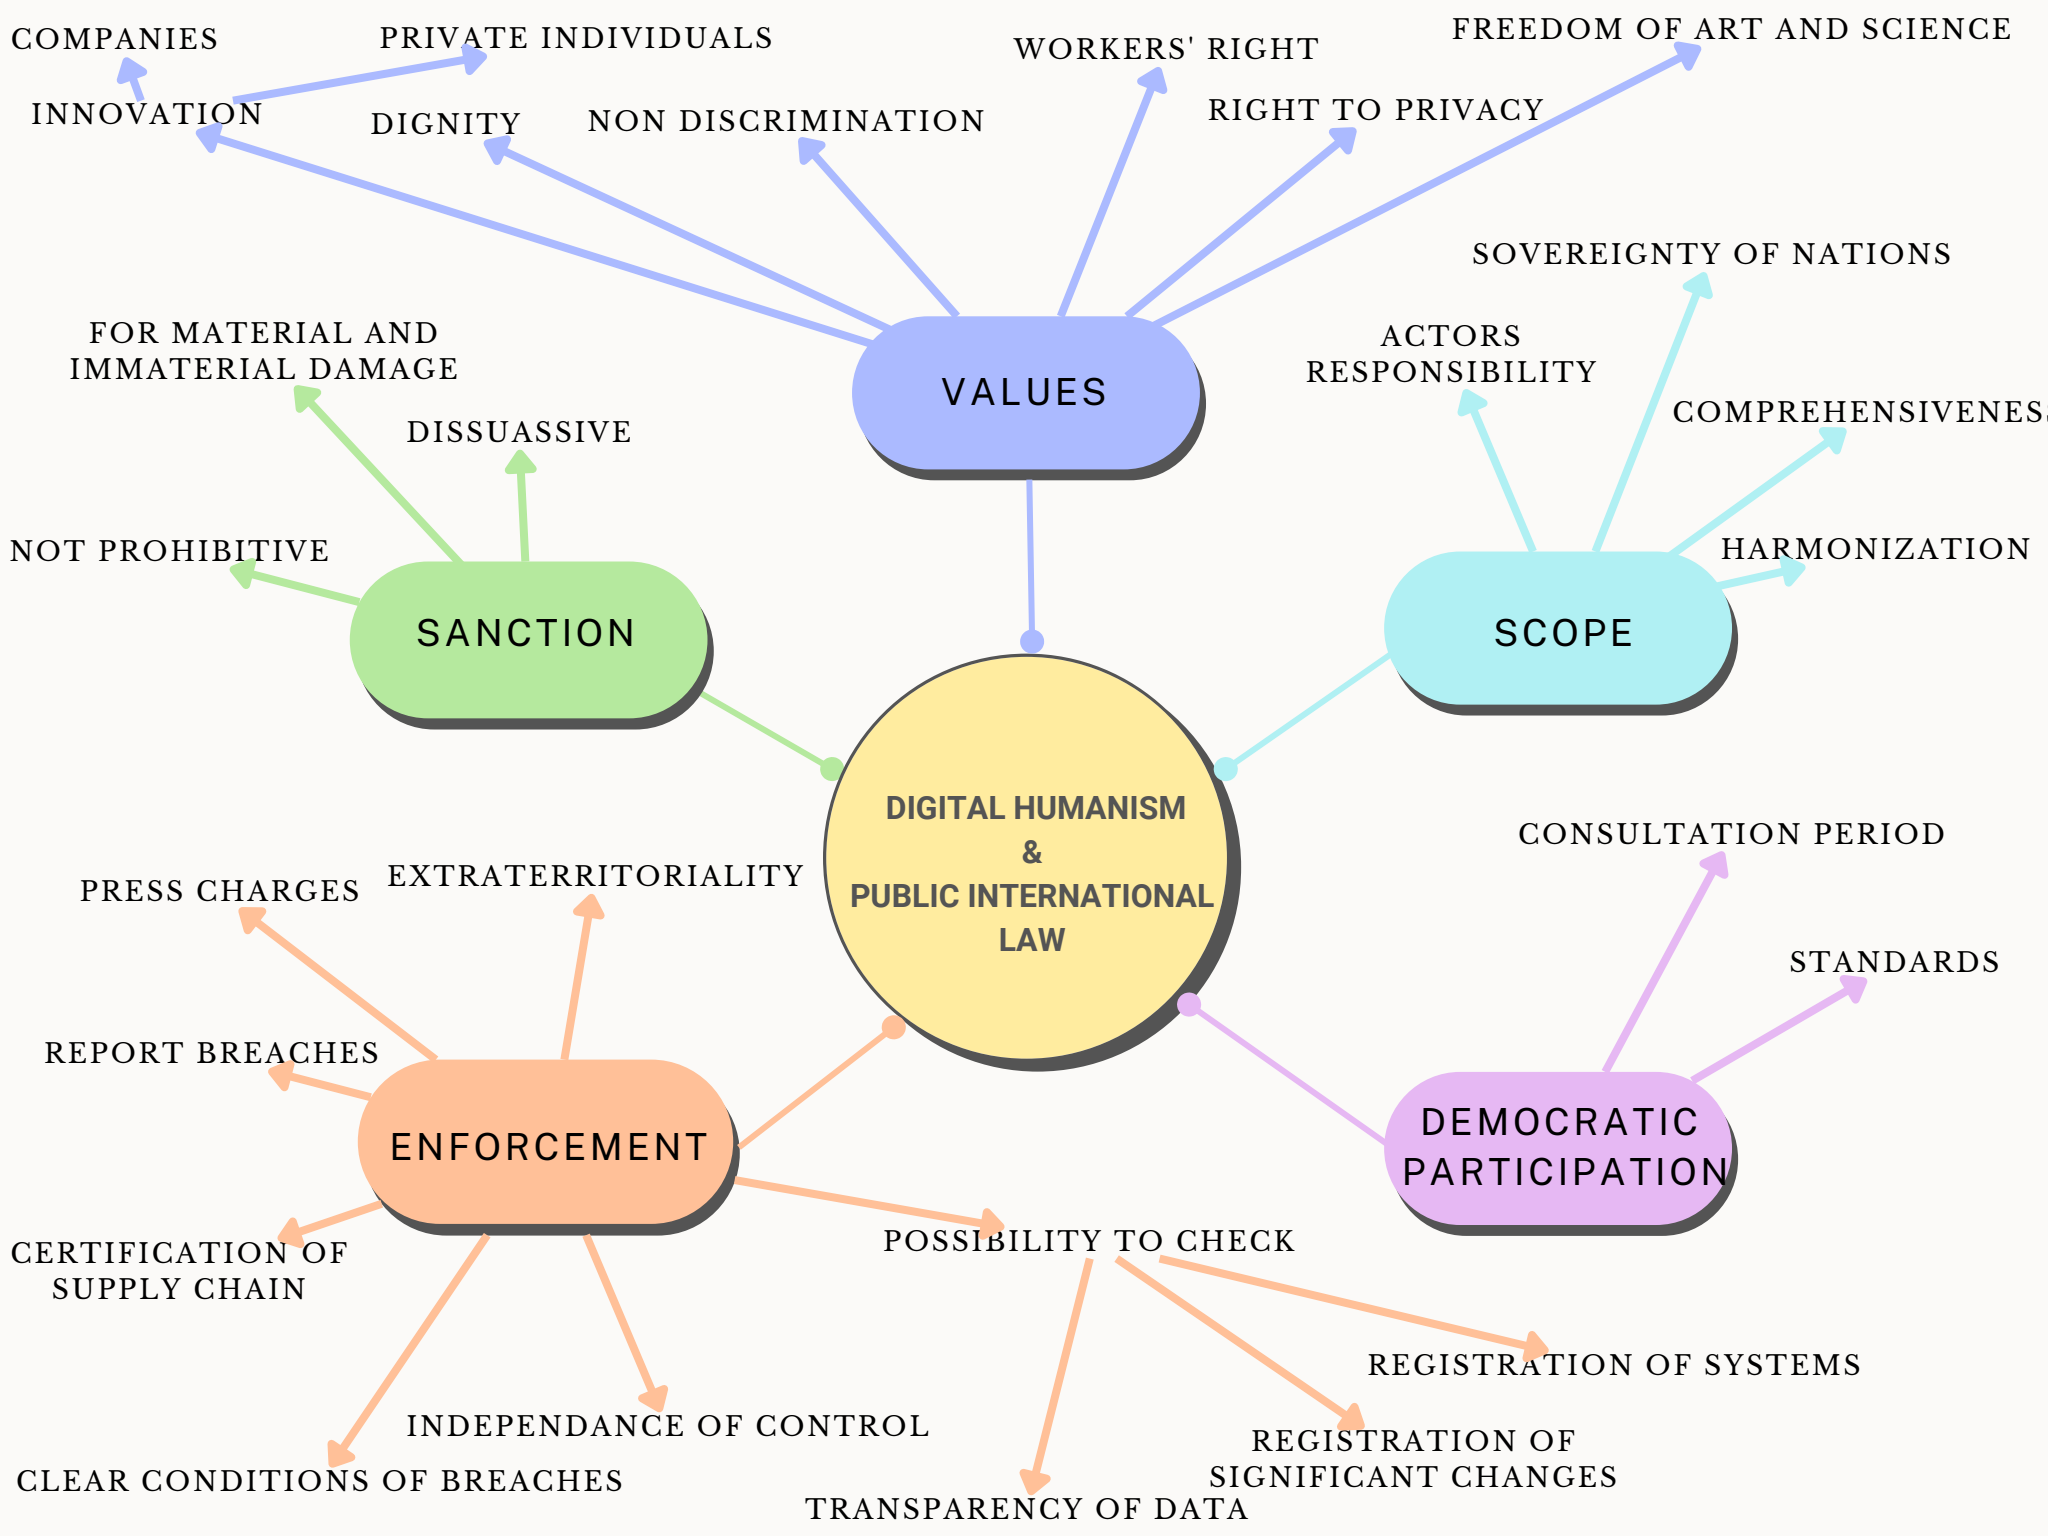 COMPANIES
PRIVATE INDIVIDUALS
INNOVATION
DIGNITY
NON DISCRIMINATION
WORKERS' RIGHT
RIGHT TO PRIVACY
FREEDOM OF ART AND SCIENCE
VALUES
FOR MATERIAL AND
IMMATERIAL DAMAGE
DISSUASSIVE
NOT PROHIBITIVE
SANCTION
SOVEREIGNTY OF NATIONS
ACTORS
RESPONSIBILITY
COMPREHENSIVENESS
HARMONIZATION
SCOPE
DIGITAL HUMANISM
&
PUBLIC INTERNATIONAL
LAW
PRESS CHARGES
EXTRATERRITORIALITY
REPORT BREACHES
ENFORCEMENT
CERTIFICATION OF
SUPPLY CHAIN
CLEAR CONDITIONS OF BREACHES
INDEPENDANCE OF CONTROL
POSSIBILITY TO CHECK
REGISTRATION OF SYSTEMS
REGISTRATION OF
SIGNIFICANT CHANGES
TRANSPARENCY OF DATA
CONSULTATION PERIOD
STANDARDS
DEMOCRATIC
PARTICIPATION